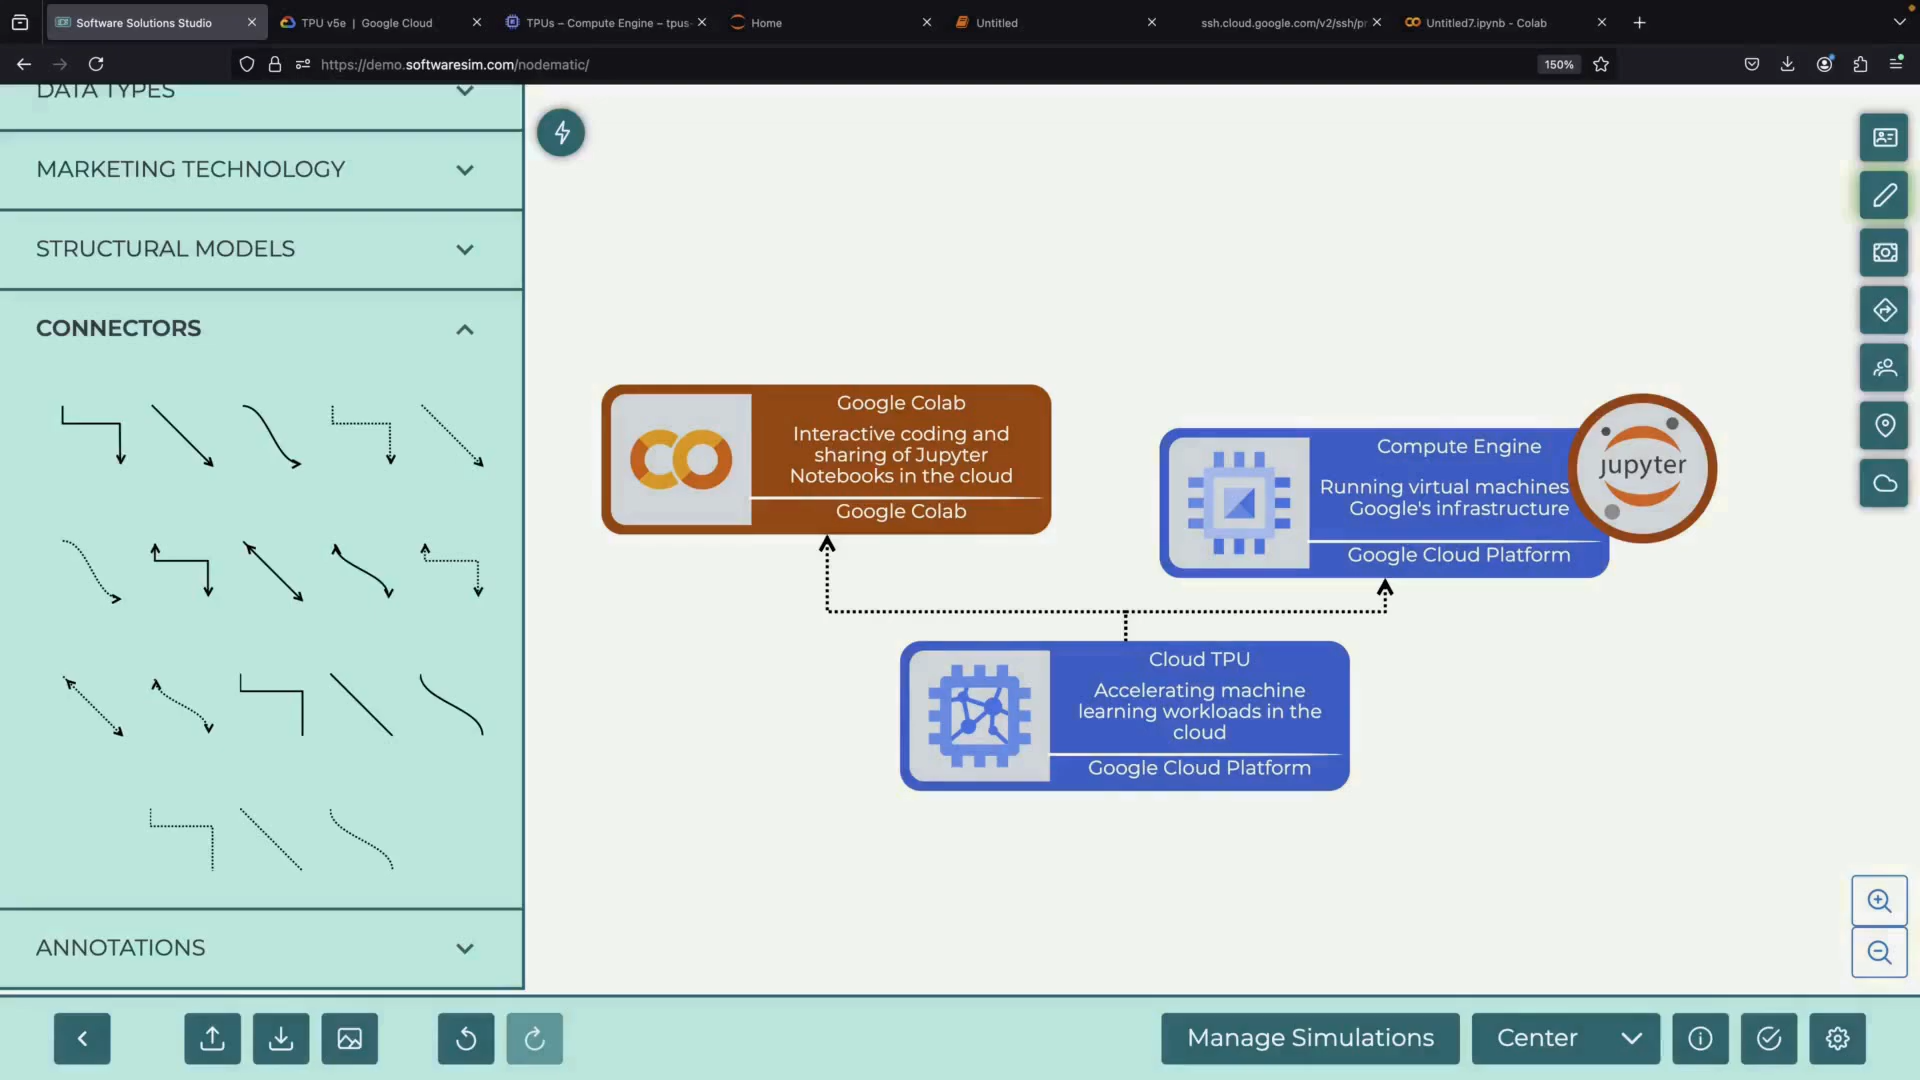 Software Solutions Studio
TPU v5e | Google Cloud
TPUs – Compute Engine – tpus-
Home
Untitled
ssh.cloud.google.com/v2/ssh/pr
Untitled7.ipynb - Colab
https://demo.softwaresim.com/nodematic/
150%
DATA TYPES
MARKETING TECHNOLOGY
STRUCTURAL MODELS
CONNECTORS
ANNOTATIONS
Google Colab
Interactive coding and
sharing of Jupyter
Notebooks in the cloud
Google Colab
Compute Engine
Running virtual machines
Google's infrastructure
Google Cloud Platform
jupyter
Cloud TPU
Accelerating machine
learning workloads in the
cloud
Google Cloud Platform
Manage Simulations
Center